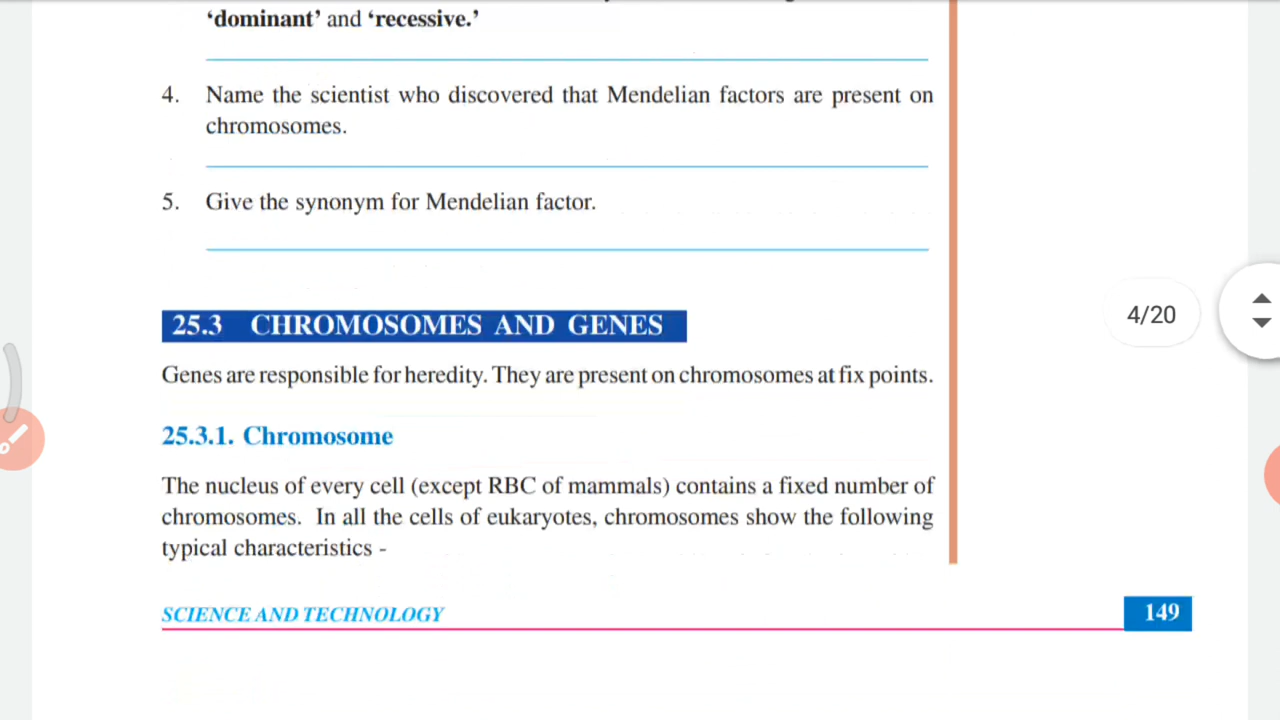 ‘dominant’ and ‘recessive.’
4. Name the scientist who discovered that Mendelian factors are present on
chromosomes.
5. Give the synonym for Mendelian factor.
25.3 CHROMOSOMES AND GENES
4/20
Genes are responsible for heredity. They are present on chromosomes at fix points.
25.3.1. Chromosome
The nucleus of every cell (except RBC of mammals) contains a fixed number of
chromosomes. In all the cells of eukaryotes, chromosomes show the following
typical characteristics -
SCIENCE AND TECHNOLOGY
149